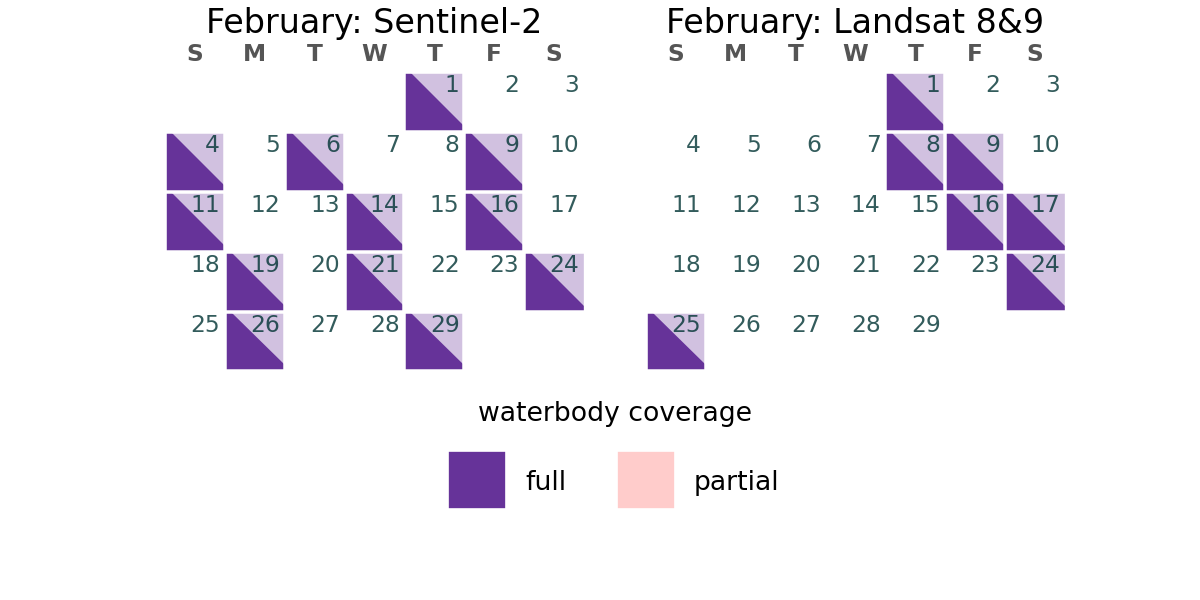 February: Sentinel-2
S M T W T F S
1 2 3
4 5 6 7 8 9 10
11 12 13 14 15 16 17
18 19 20 21 22 23 24
25 26 27 28 29
February: Landsat 8&9
S M T W T F S
1 2 3
4 5 6 7 8 9 10
11 12 13 14 15 16 17
18 19 20 21 22 23 24
25 26 27 28 29
waterbody coverage
full partial